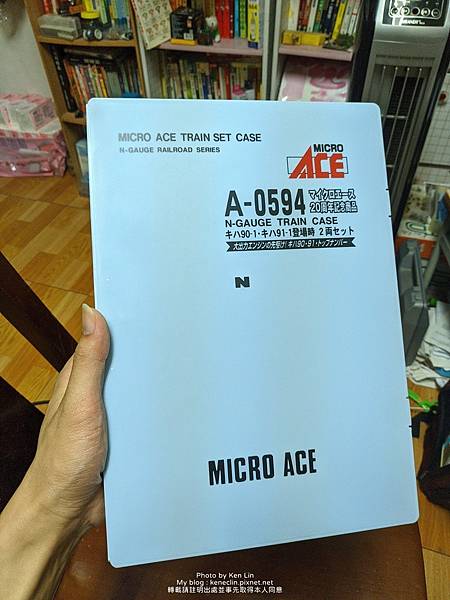 MICRO ACE TRAIN SET CASE
N-GAUGE RAILROAD SERIES
MICRO
ACE
A-0594
マイクロエース
20周年記念商品
N-GAUGE TRAIN CASE
キハ90-1・キハ91-1登場時 2両セット
大出力エンジンの先駆け!キハ90・91・トップナンバー
N
MICRO ACE
Photo by Ken Lin
My blog : keneclin.pixnet.net
轉載請註明出處並事先取得本人同意